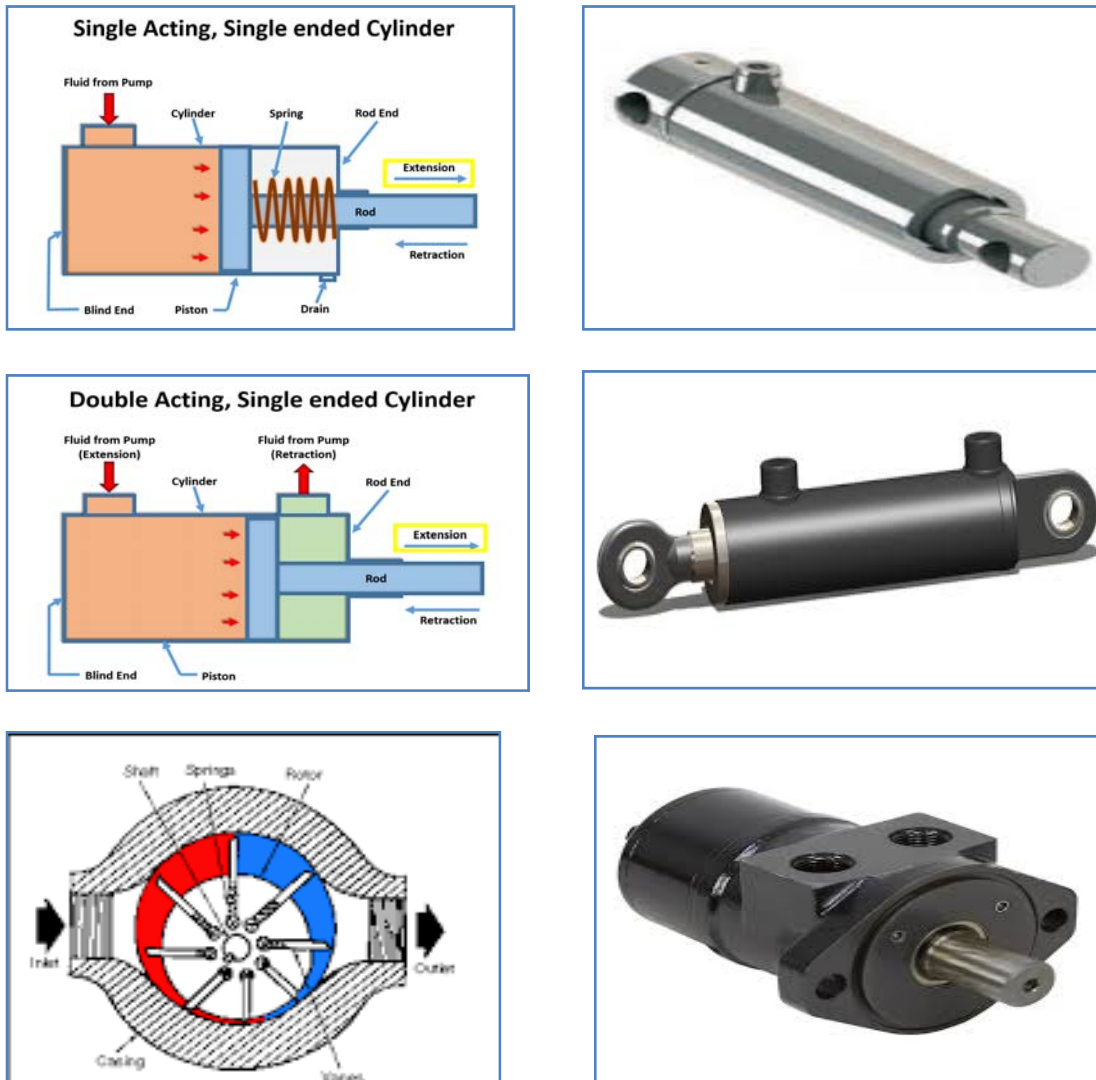 Single Acting, Single ended Cylinder
Fluid from Pump
Cylinder
Spring
Rod End
Extension
Rod
Retraction
Blind End
Piston
Drain
Double Acting, Single ended Cylinder
Fluid from Pump
(Extension)
Fluid from Pump
(Retraction)
Cylinder
Rod End
Extension
Rod
Retraction
Blind End
Piston
Shaft
Springs
Rotor
Inlet
Outlet
Casing
Vanes